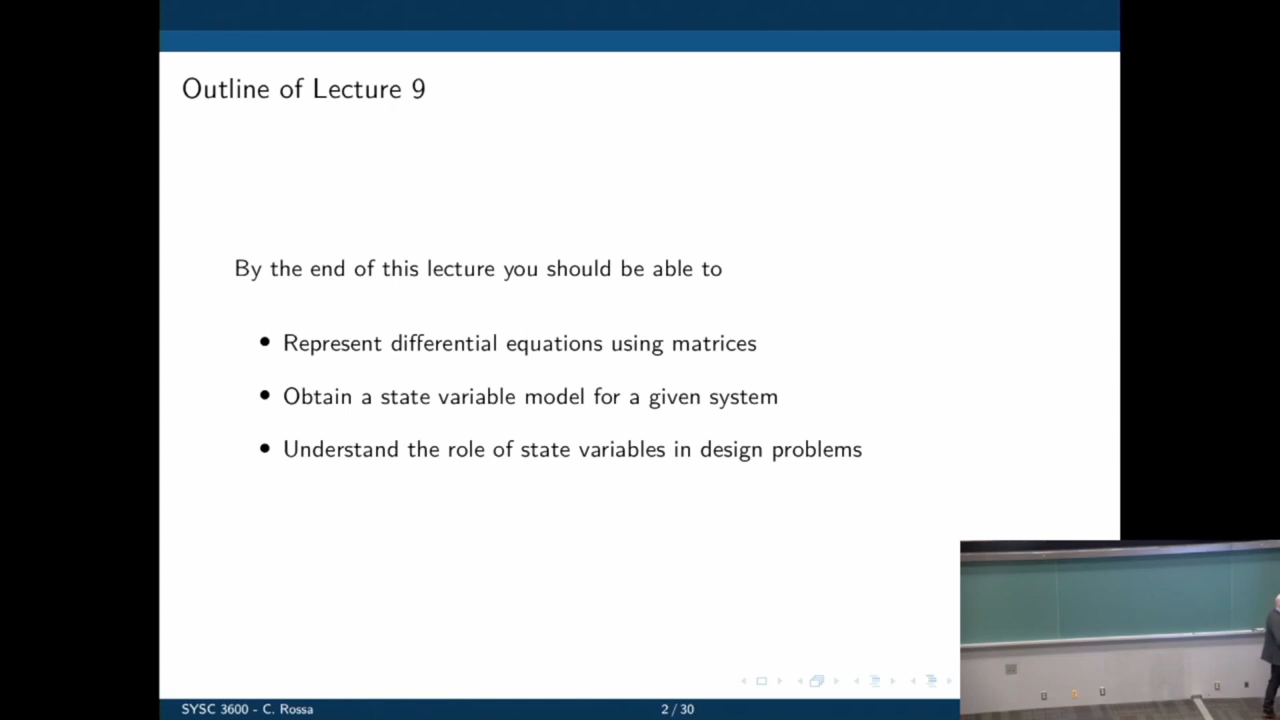 Outline of Lecture 9
By the end of this lecture you should be able to
• Represent differential equations using matrices
• Obtain a state variable model for a given system
• Understand the role of state variables in design problems
SYSC 3600 - C. Rossa
2 / 30